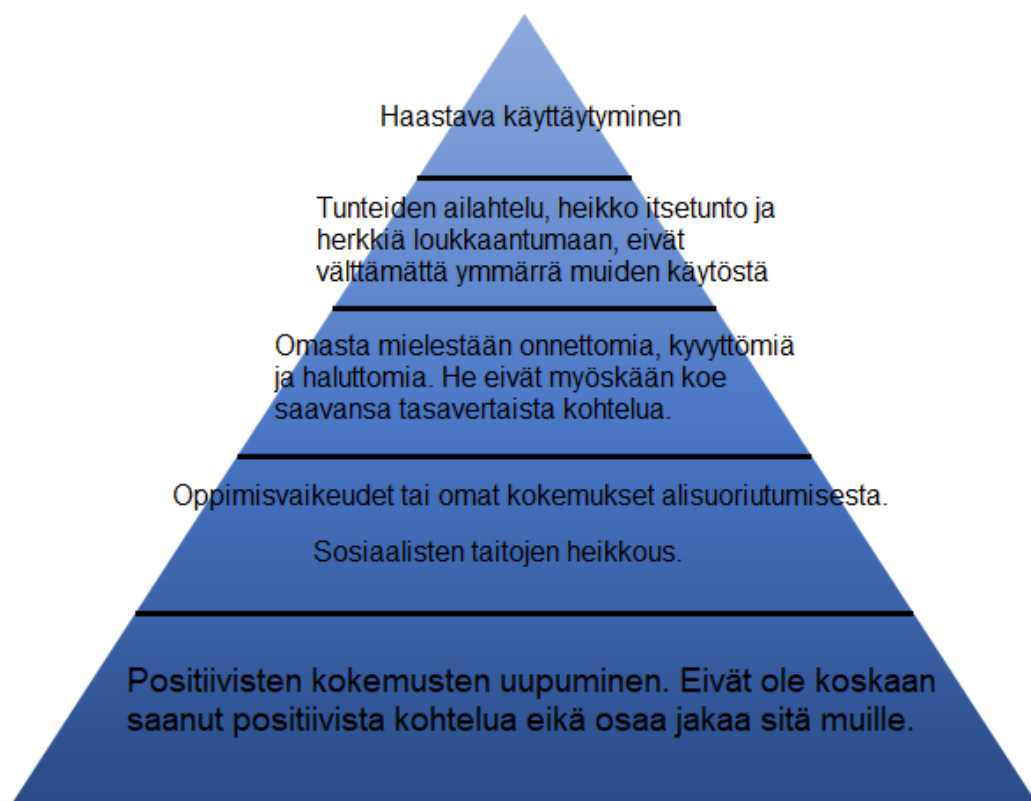 Haastava käyttäytyminen
Tunteiden ailahtelu, heikko itsetunto ja
herkkiä loukkaantumaan, eivät
välttämättä ymmärrä muiden käytöstä
Omasta mielestään onnettomia, kyvyttömiä
ja haluttomia. He eivät myöskään koe
saavansa tasavertaista kohtelua.
Oppimisvaikeudet tai omat kokemukset alisuoriutumisesta.
Sosiaalisten taitojen heikkous.
Positiivisten kokemusten uupuminen. Eivät ole koskaan
saanut positiivista kohtelua eikä osaa jakaa sitä muille.